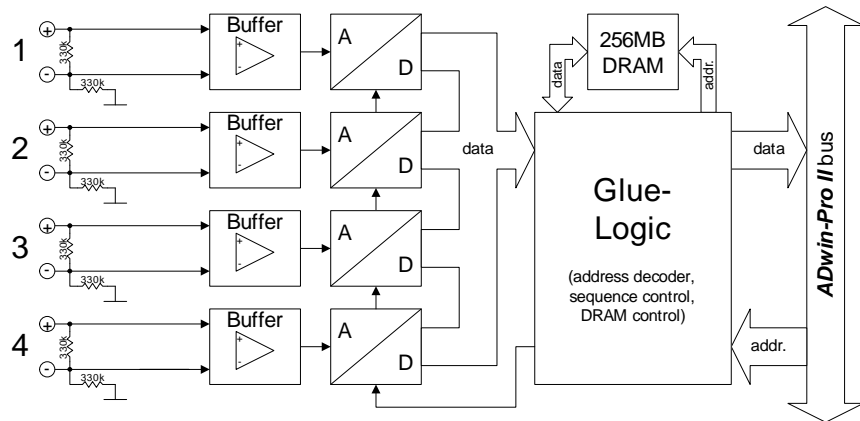 1
+
-
330k
330k
Buffer
+
-
A
D
2
+
-
330k
330k
Buffer
+
-
A
D
3
+
-
330k
330k
Buffer
+
-
A
D
4
+
-
330k
330k
Buffer
+
-
A
D
data
256MB
DRAM
data
addr.
Glue-
Logic
(address decoder,
sequence control,
DRAM control)
data
addr.
ADwin-Pro II bus